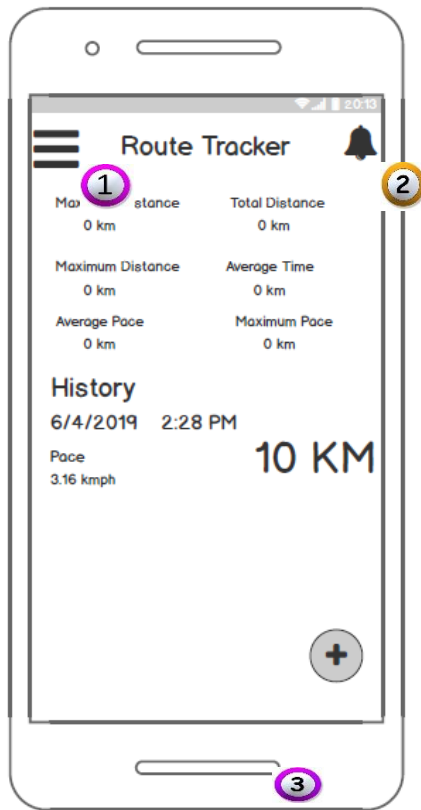 20:13
Route Tracker
1
2
Max stance Total Distance
0 km 0 km
Maximum Distance Average Time
0 km 0 km
Average Pace Maximum Pace
0 km 0 km
History
6/4/2019 2:28 PM
10 KM
Pace
3.16 kmph
3